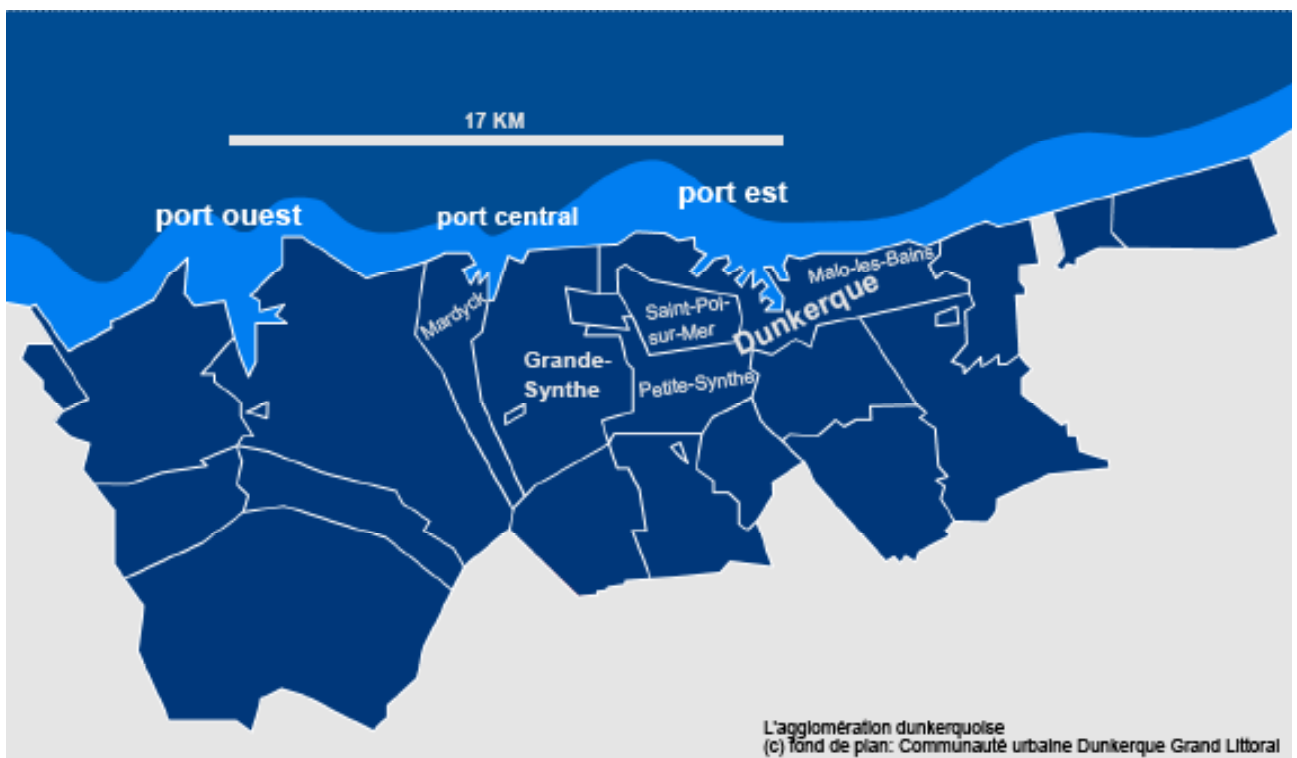 17 KM
port ouest
port central
port est
Malo-les-Bains
Mardyck
Saint-Pol-
sur-Mer
Dunkerque
Grande-
Synthe
Petite-Synthe
L'agglomération dunkerquoise
(c) fond de plan: Communauté urbaine Dunkerque Grand Littoral